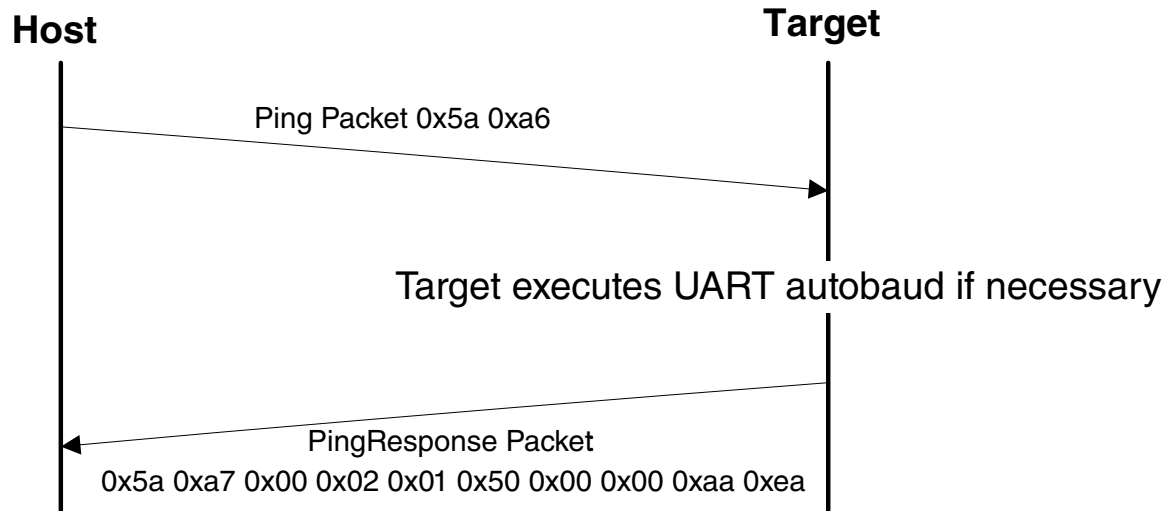 Host
Target
Ping Packet 0x5a 0xa6
Target executes UART autobaud if necessary
PingResponse Packet
0x5a 0xa7 0x00 0x02 0x01 0x50 0x00 0x00 0xaa 0xea